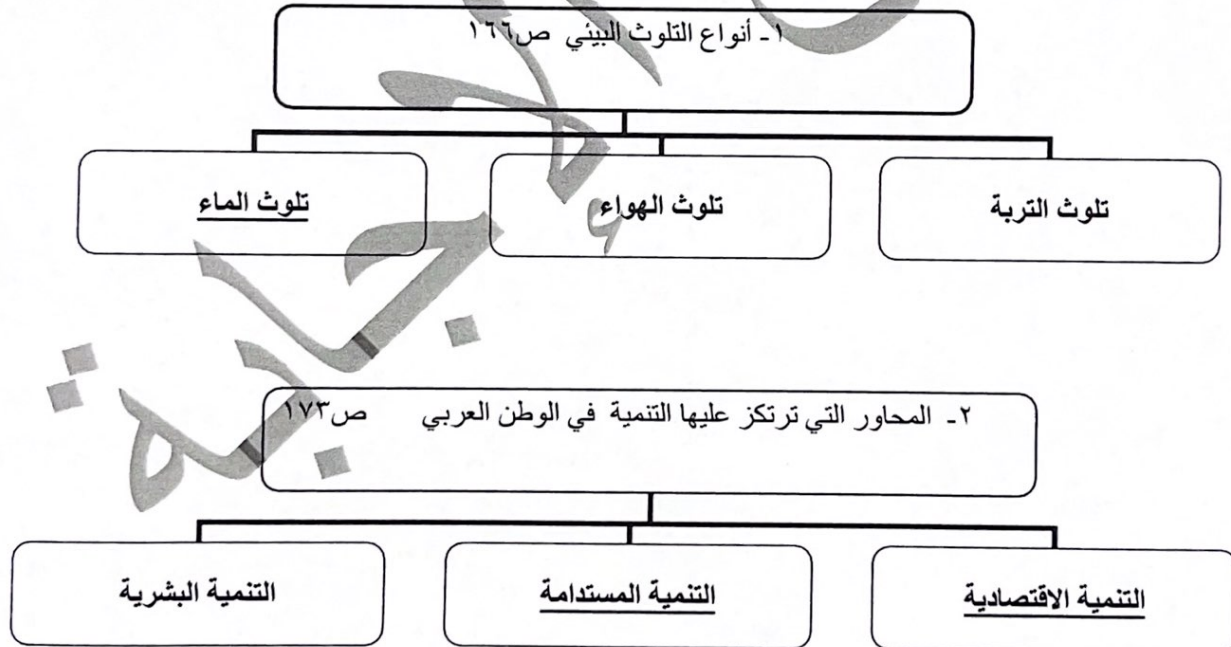 ١- أنواع التلوث البيئي ص١٦٦
تلوث التربة
تلوث الهواء
تلوث الماء
٢- المحاور التي ترتكز عليها التنمية في الوطن العربي ص١٧٣
التنمية الاقتصادية
التنمية المستدامة
التنمية البشرية